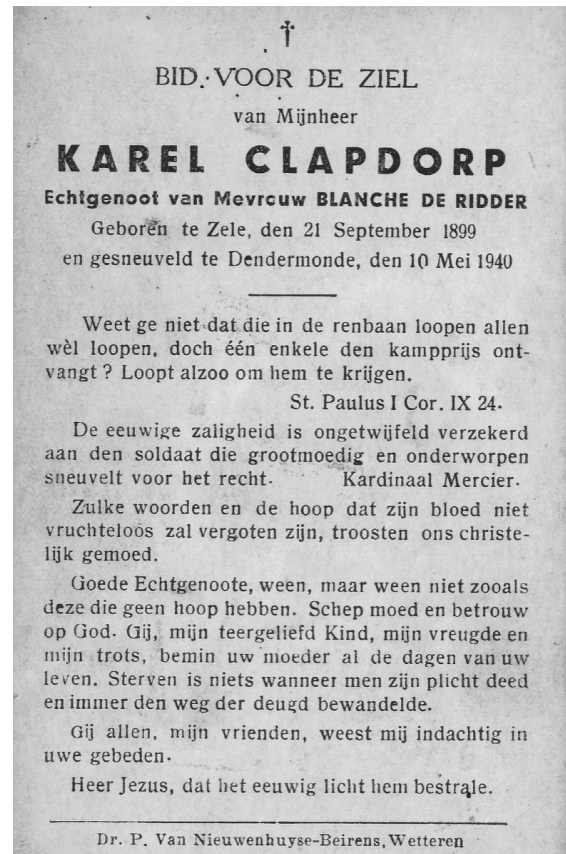 BID VOOR DE ZIEL
van Mijnheer
KAREL CLAPDORP
Echtgenoot van Mevrouw BLANCHE DE RIDDER
Geboren te Zele, den 21 September 1899
en gesneuveld te Dendermonde, den 10 Mei 1940
Weet ge niet dat die in de renbaan loopen allen
wèl loopen, doch één enkele den kampprijs ont-
vangt ? Loopt alzoo om hem te krijgen.
St. Paulus I Cor. IX 24.
De eeuwige zaligheid is ongetwijfeld verzekerd
aan den soldaat die grootmoedig en onderworpen
sneuvelt voor het recht. Kardinaal Mercier.
Zulke woorden en de hoop dat zijn bloed niet
vruchteloos zal vergoten zijn, troosten ons christe-
lijk gemoed.
Goede Echtgenoote, ween, maar ween niet zooals
deze die geen hoop hebben. Schep moed en betrouw
op God. Gij, mijn teergeliefd Kind, mijn vreugde en
mijn trots, bemin uw moeder al de dagen van uw
leven. Sterven is niets wanneer men zijn plicht deed
en immer den weg der deugd bewandelde.
Gij allen, mijn vrienden, weest mij indachtig in
uwe gebeden.
Heer Jezus, dat het eeuwig licht hem bestrale.
Dr. P. Van Nieuwenhuyse-Beirens, Wetteren